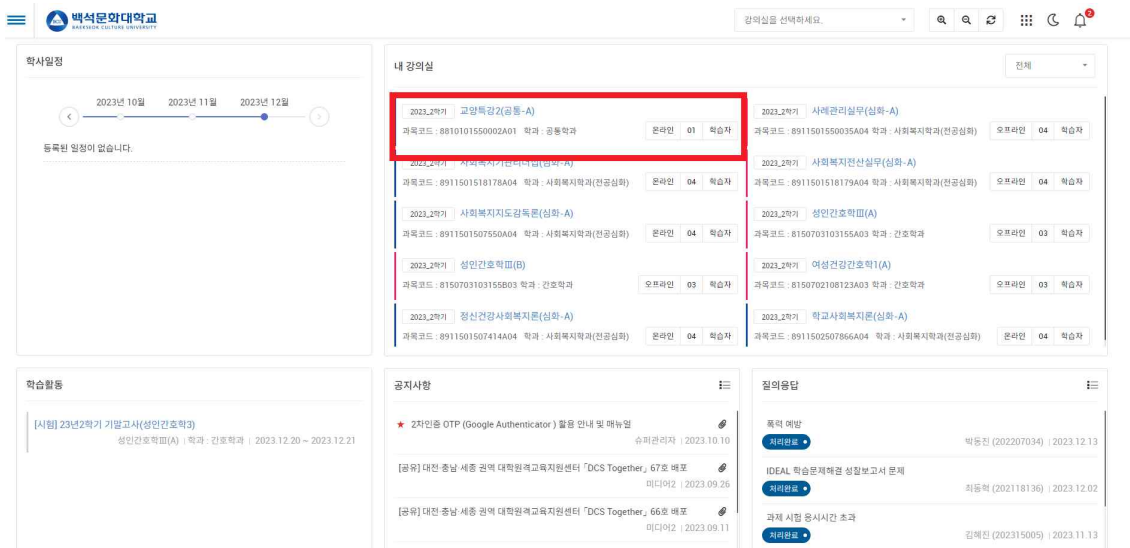 백석문화대학교
BAEKSEOK CULTURE UNIVERSITY
강의실을 선택하세요.
2
학사일정
2023년 10월 2023년 11월 2023년 12월
등록된 일정이 없습니다.
내 강의실
전체
2023_2학기 교양특강2(공통-A)
과목코드 : 8810101550002A01 학과 : 공통학과 온라인 01 학습자
2023_2학기 사례관리실무(심화-A)
과목코드 : 8911501550035A04 학과 : 사회복지학과(전공심화) 오프라인 04 학습자
2023_2학기
과목코드 : 8911501518178A04 학과 : 사회복지학과(전공심화) 온라인 04 학습자
2023_2학기 사회복지전산실무(심화-A)
과목코드 : 8911501518179A04 학과 : 사회복지학과(전공심화) 오프라인 04 학습자
2023_2학기 사회복지지도감독론(심화-A)
과목코드 : 8911501507550A04 학과 : 사회복지학과(전공심화) 온라인 04 학습자
2023_2학기 성인간호학Ⅲ(A)
과목코드 : 8150703103155A03 학과 : 간호학과 오프라인 03 학습자
2023_2학기 성인간호학Ⅲ(B)
과목코드 : 8150703103155B03 학과 : 간호학과 오프라인 03 학습자
2023_2학기 여성건강간호학1(A)
과목코드 : 8150702108123A03 학과 : 간호학과 오프라인 03 학습자
2023_2학기 정신건강사회복지론(심화-A)
과목코드 : 8911501507414A04 학과 : 사회복지학과(전공심화) 온라인 04 학습자
2023_2학기 학교사회복지론(심화-A)
과목코드 : 8911502507866A04 학과 : 사회복지학과(전공심화) 온라인 04 학습자
학습활동
[시험] 23년2학기 기말고사(성인간호학3)
성인간호학Ⅲ(A) | 학과 : 간호학과 | 2023.12.20 ~ 2023.12.21
공지사항
★ 2차인증 OTP (Google Authenticator ) 활용 안내 및 매뉴얼
슈퍼관리자 | 2023.10.10
[공유] 대전·충남·세종 권역 대학원격교육지원센터 「DCS Together」 67호 배포
미디어2 | 2023.09.26
[공유] 대전·충남·세종 권역 대학원격교육지원센터 「DCS Together」 66호 배포
미디어2 | 2023.09.11
질의응답
폭력 예방
처리완료 박동진 (202207034) | 2023.12.13
IDEAL 학습문제해결 성찰보고서 문제
처리완료 최동혁 (202118136) | 2023.12.02
과제 시험 응시시간 초과
처리완료 김혜진 (202315005) | 2023.11.13